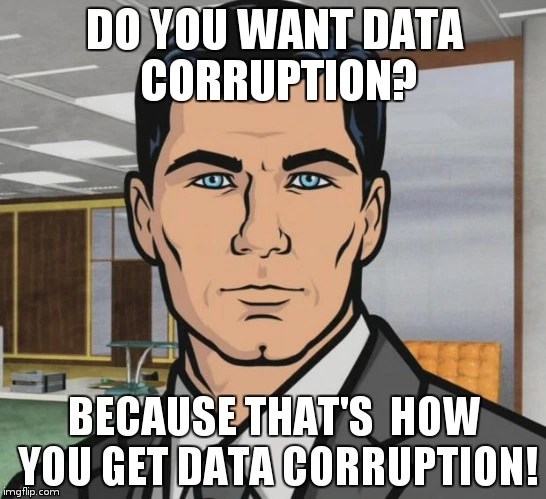 DO YOU WANT DATA
CORRUPTION?
BECAUSE THAT'S HOW
YOU GET DATA CORRUPTION!
imgflip.com